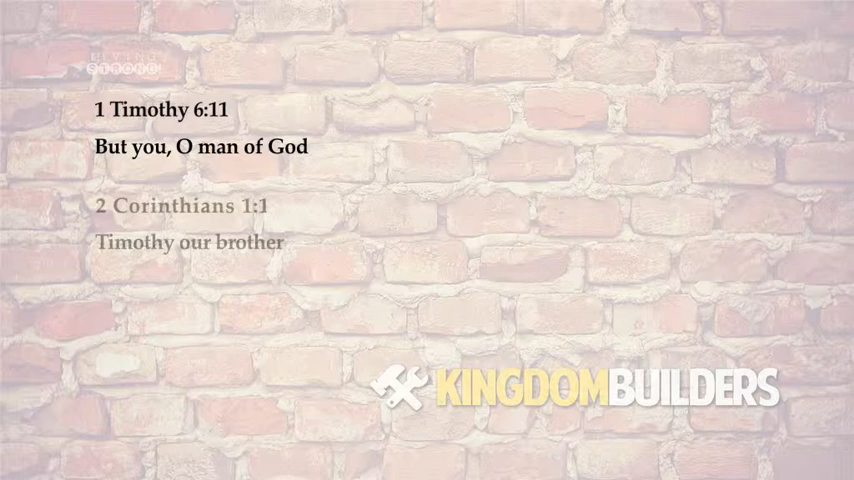 1 Timothy 6:11
But you, O man of God
2 Corinthians 1:1
Timothy our brother
KINGDOMBUILDERS